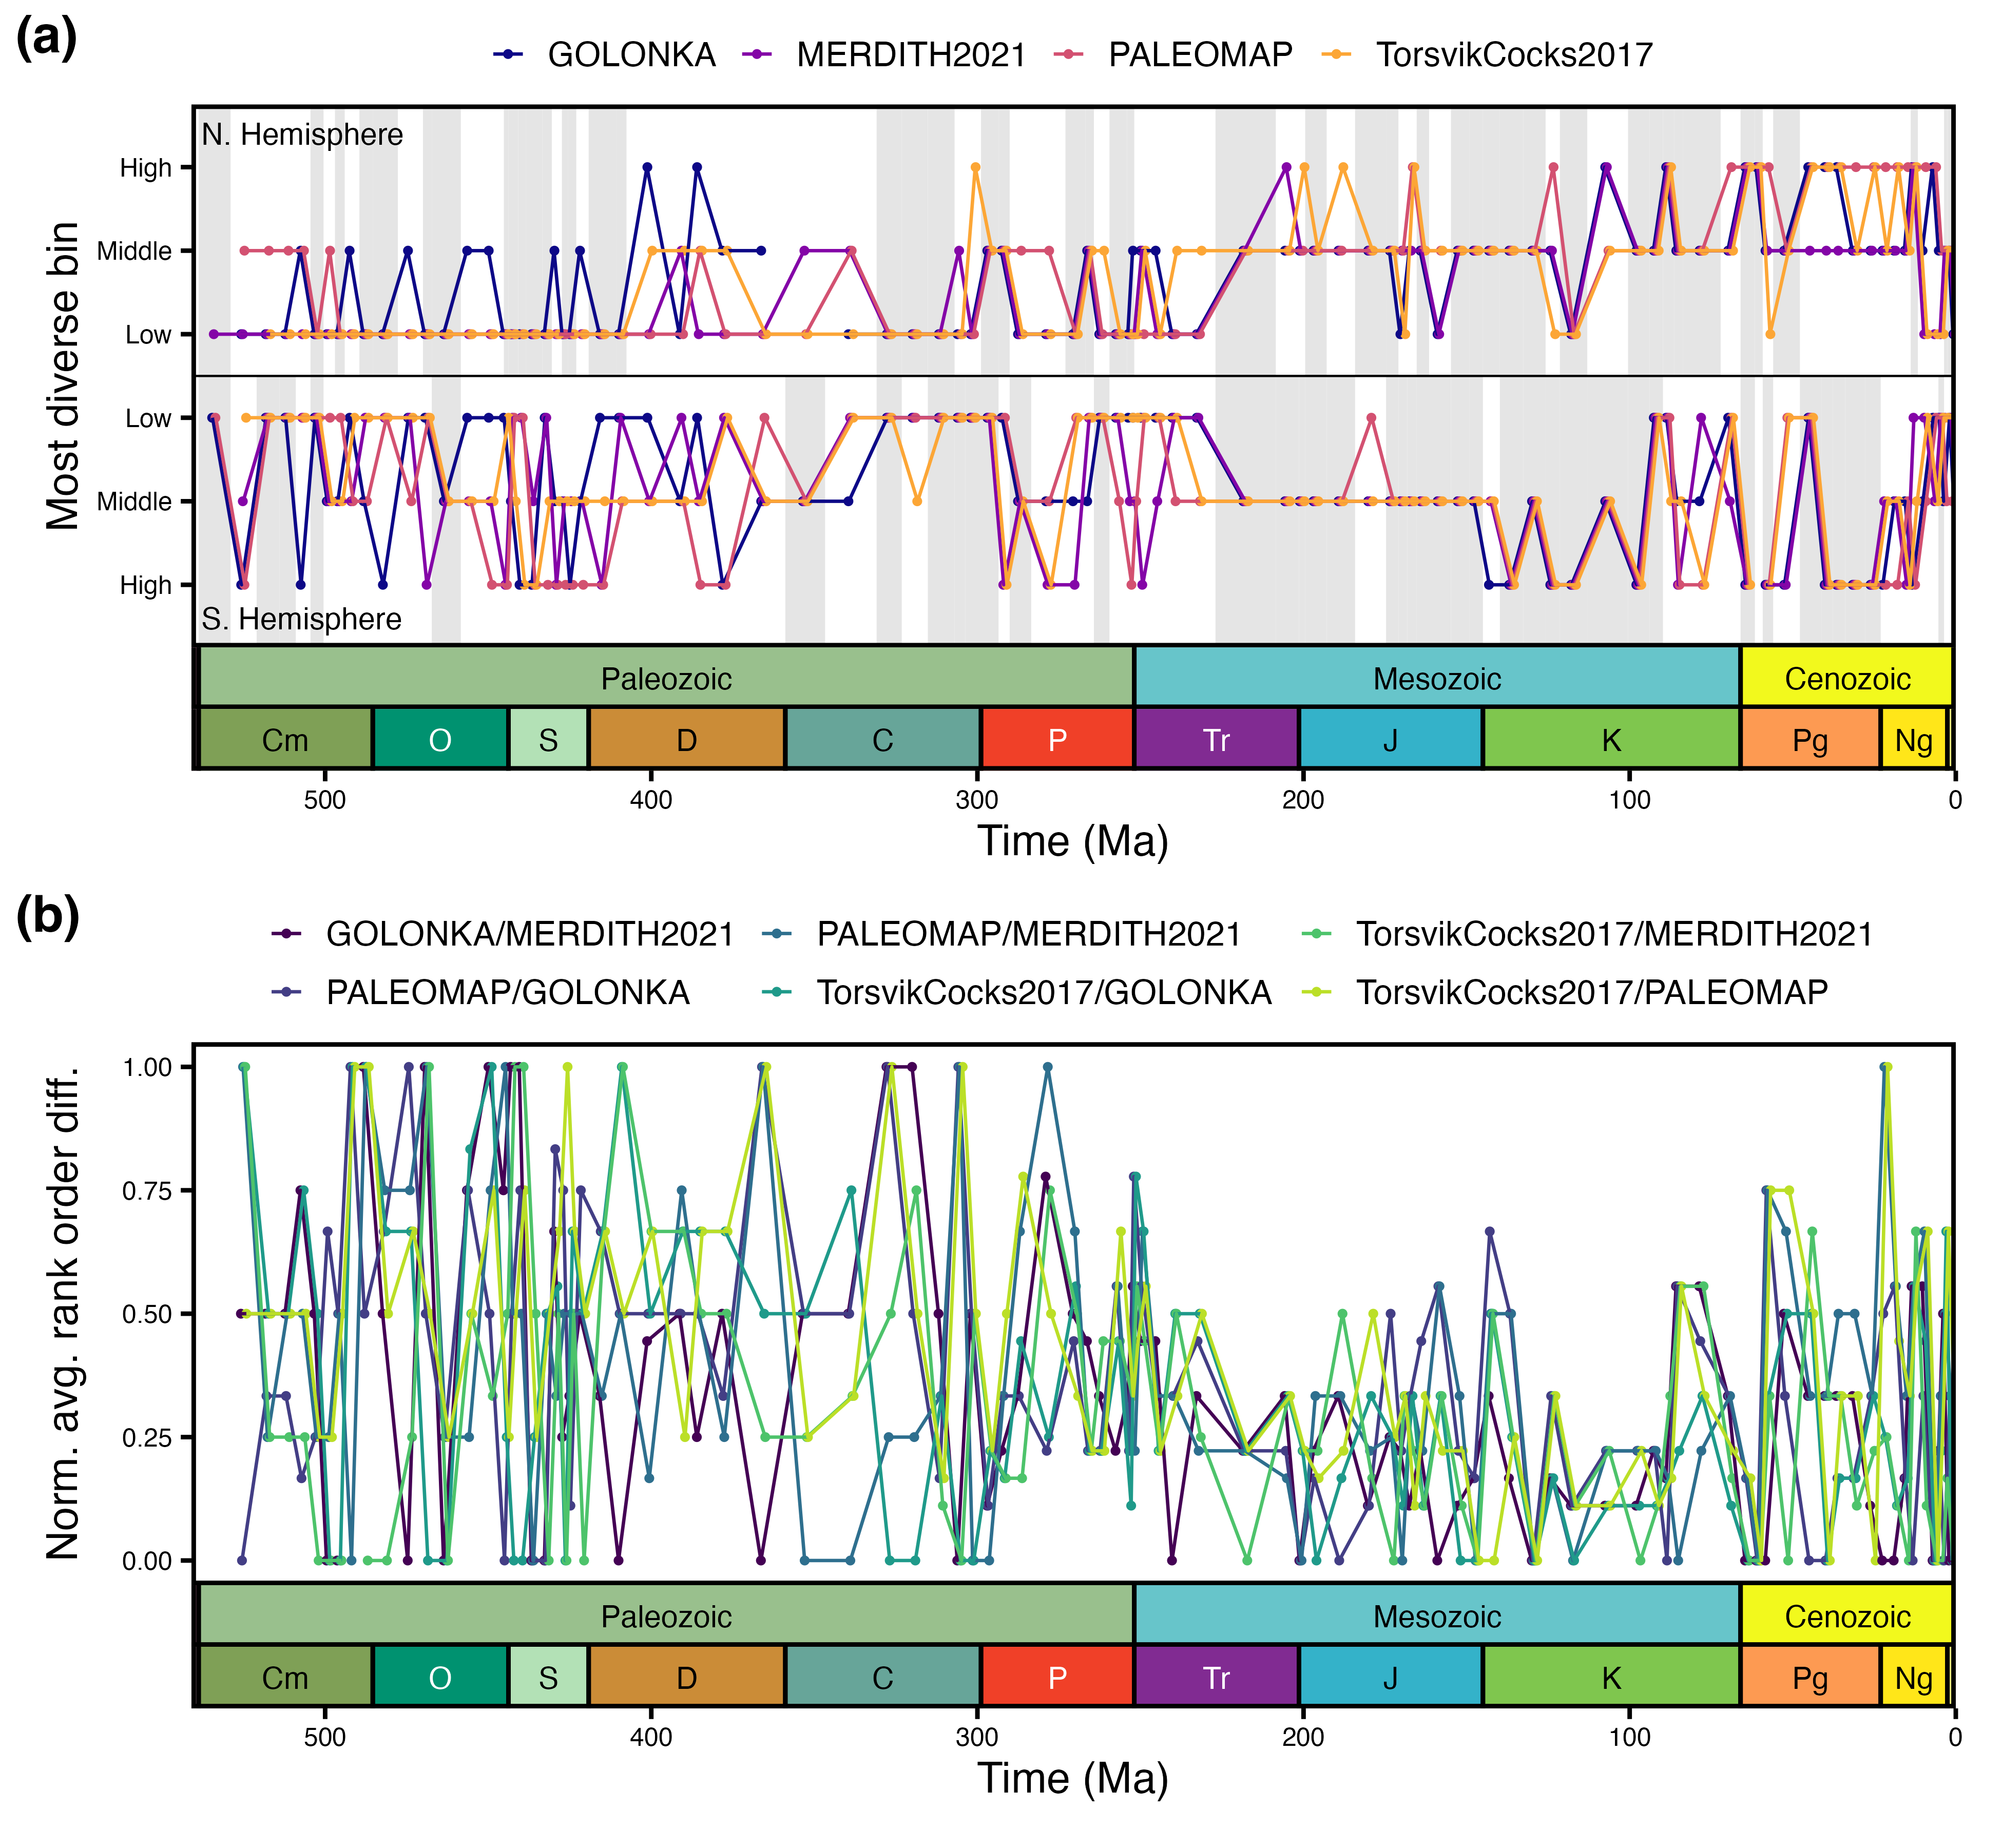 (a)
GOLONKA MERDITH2021 PALEOMAP TorsvikCocks2017
N. Hemisphere
High
Middle
Low
Most diverse bin
Low
Middle
High
S. Hemisphere
Paleozoic Mesozoic Cenozoic
Cm O S D C P Tr J K Pg Ng
500 400 300 200 100 0
Time (Ma)
(b)
GOLONKA/MERDITH2021 PALEOMAP/MERDITH2021 TorsvikCocks2017/MERDITH2021
PALEOMAP/GOLONKA TorsvikCocks2017/GOLONKA TorsvikCocks2017/PALEOMAP
Norm. avg. rank order diff.
1.00
0.75
0.50
0.25
0.00
Paleozoic Mesozoic Cenozoic
Cm O S D C P Tr J K Pg Ng
500 400 300 200 100 0
Time (Ma)